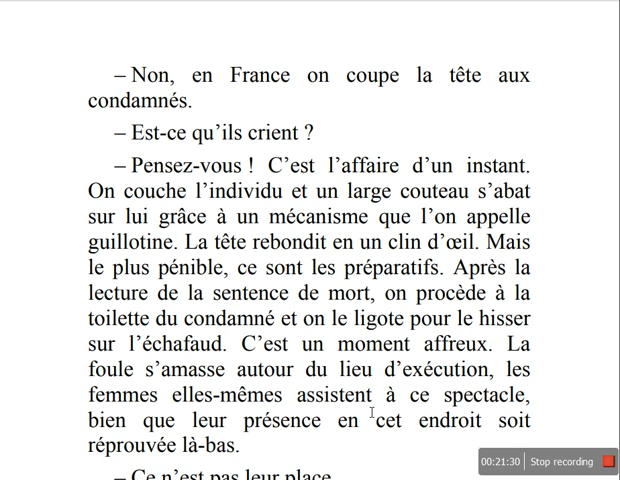 – Non, en France on coupe la tête aux
condamnés.
– Est-ce qu’ils crient ?
– Pensez-vous ! C’est l’affaire d’un instant.
On couche l’individu et un large couteau s’abat
sur lui grâce à un mécanisme que l’on appelle
guillotine. La tête rebondit en un clin d’œil. Mais
le plus pénible, ce sont les préparatifs. Après la
lecture de la sentence de mort, on procède à la
toilette du condamné et on le ligote pour le hisser
sur l’échafaud. C’est un moment affreux. La
foule s’amasse autour du lieu d’exécution, les
femmes elles-mêmes assistent à ce spectacle,
bien que leur présence en cet endroit soit
réprouvée là-bas.
– Ce n’est pas leur place.
00:21:30 Stop recording